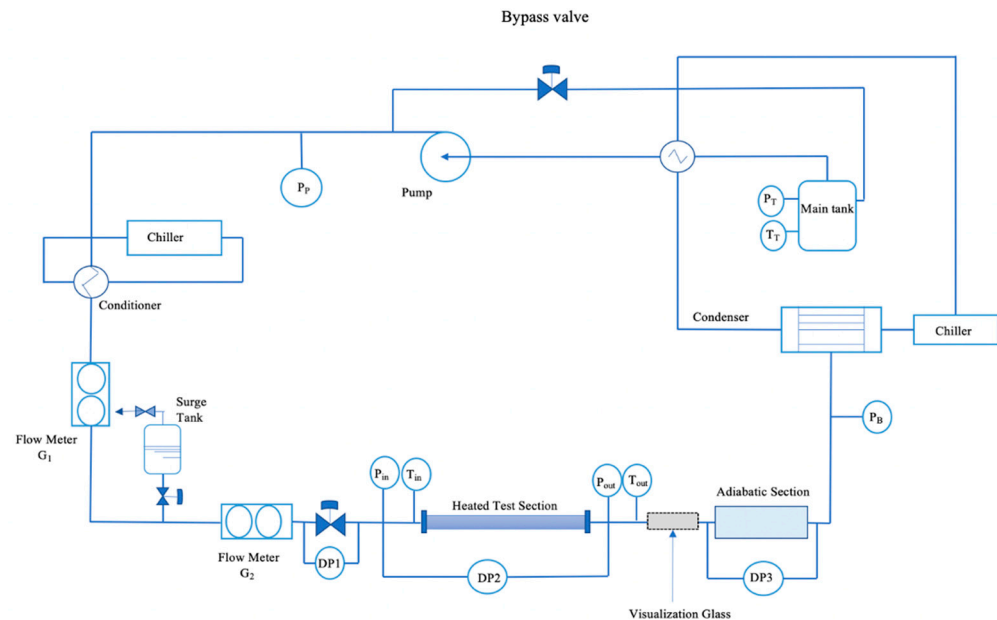 Bypass valve
Pump
P_P
P_T
T_T
Main tank
Chiller
Conditioner
Condenser
Chiller
Surge
Tank
Flow Meter
G_1
P_B
P_in
T_in
P_out
T_out
Heated Test Section
Adiabatic Section
Flow Meter
G_2
DP1
DP2
DP3
Visualization Glass